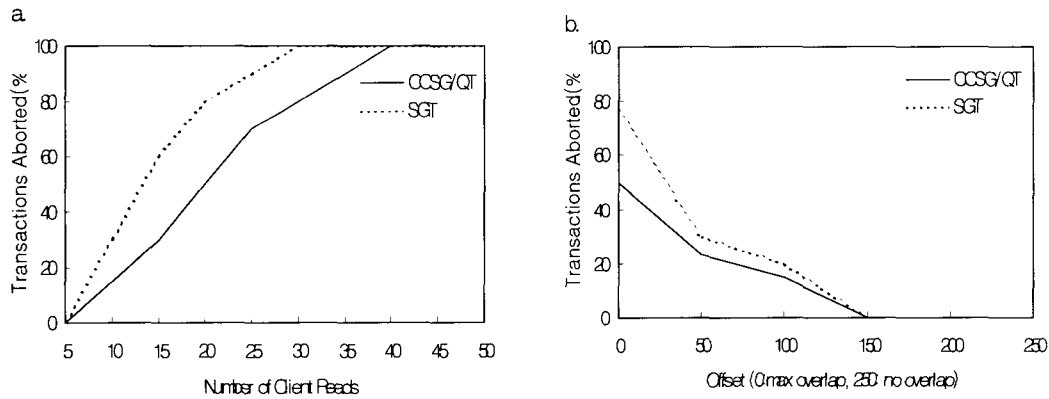 a.
100
80
60
40
20
0
Transactions Aborted (%
CCSG/QT
SGT
5 10 15 20 25 30 35 40 45 50
Number of Client Reads
b.
100
80
60
40
20
0
Transactions Aborted (%
CCSG/QT
SGT
0 50 100 150 200 250
Offset (0: max overlap, 250: no overlap)